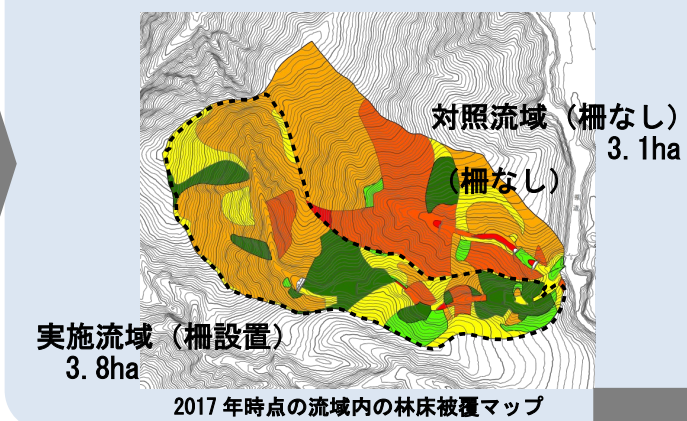 対照流域（柵なし）
3.1ha
（柵なし）
実施流域（柵設置）
3.8ha
2017年時点の流域内の林床被覆マップ